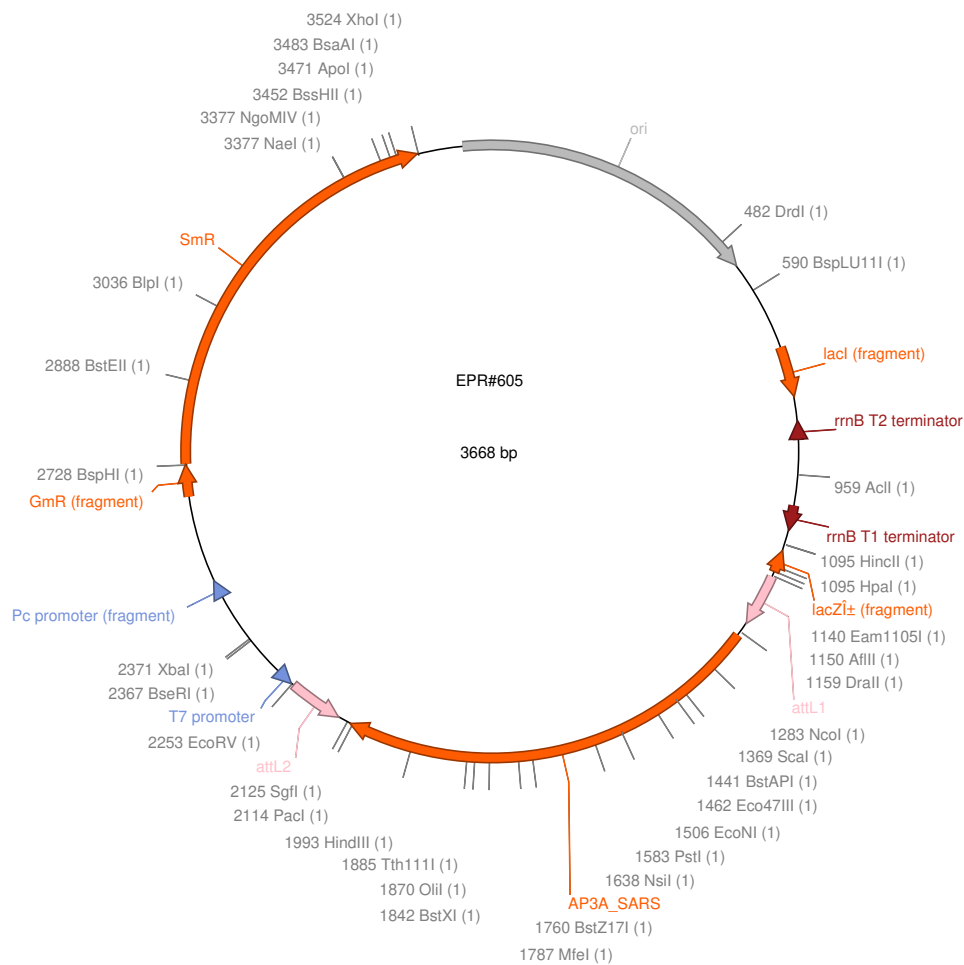 3524 XhoI (1)
3483 BsaAI (1)
3471 ApoI (1)
3452 BssHII (1)
3377 NgoMIV (1)
3377 NaeI (1)
ori
482 DrdI (1)
590 BspLU11I (1)
SmR
3036 BlpI (1)
lacI (fragment)
2888 BstEII (1)
EPR#605
rrnB T2 terminator
3668 bp
2728 BspHI (1)
959 AclI (1)
GmR (fragment)
rrnB T1 terminator
1095 HincII (1)
1095 HpaI (1)
lacZÎ± (fragment)
Pc promoter (fragment)
1140 Eam1105I (1)
1150 AflII (1)
2371 XbaI (1)
1159 DraII (1)
2367 BseRI (1)
attL1
T7 promoter
1283 NcoI (1)
2253 EcoRV (1)
1369 ScaI (1)
attL2
1441 BstAPI (1)
2125 SgfI (1)
1462 Eco47III (1)
2114 PacI (1)
1506 EcoNI (1)
1993 HindIII (1)
1583 PstI (1)
1885 Tth111I (1)
1638 NsiI (1)
1870 OliI (1)
AP3A_SARS
1842 BstXI (1)
1760 BstZ17I (1)
1787 MfeI (1)